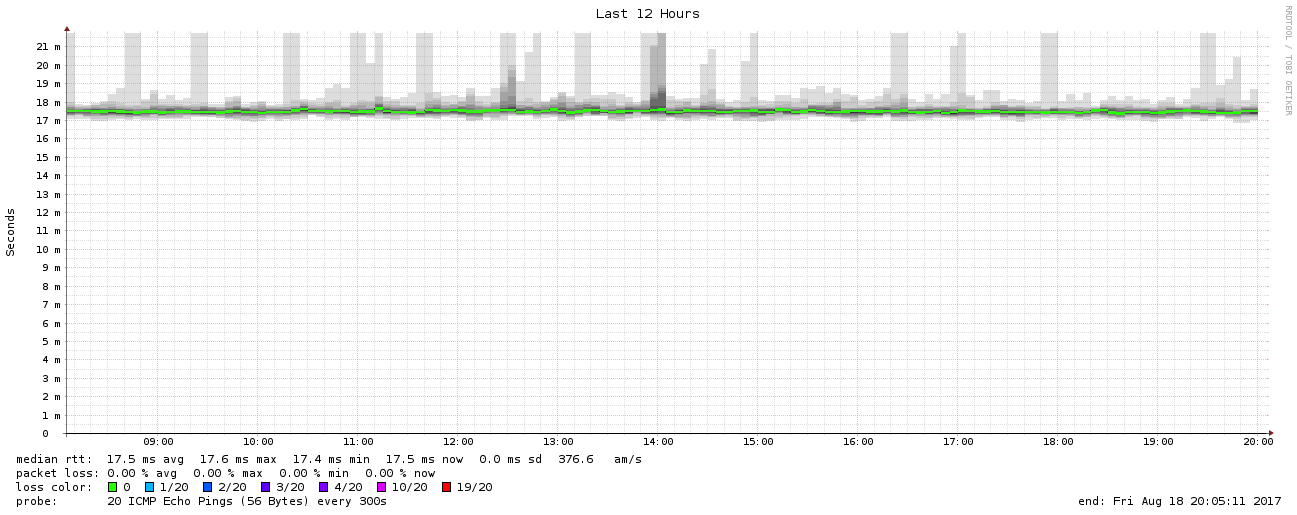 Last 12 Hours
RRDTOOL / TOBI OETIKER
Seconds
21 m
20 m
19 m
18 m
17 m
16 m
15 m
14 m
13 m
12 m
11 m
10 m
9 m
8 m
7 m
6 m
5 m
4 m
3 m
2 m
1 m
0
09:00 10:00 11:00 12:00 13:00 14:00 15:00 16:00 17:00 18:00 19:00 20:00
median rtt: 17.5 ms avg 17.6 ms max 17.4 ms min 17.5 ms now 0.0 ms sd 376.6 am/s
packet loss: 0.00 % avg 0.00 % max 0.00 % min 0.00 % now
loss color: 0 1/20 2/20 3/20 4/20 10/20 19/20
probe: 20 ICMP Echo Pings (56 Bytes) every 300s end: Fri Aug 18 20:05:11 2017